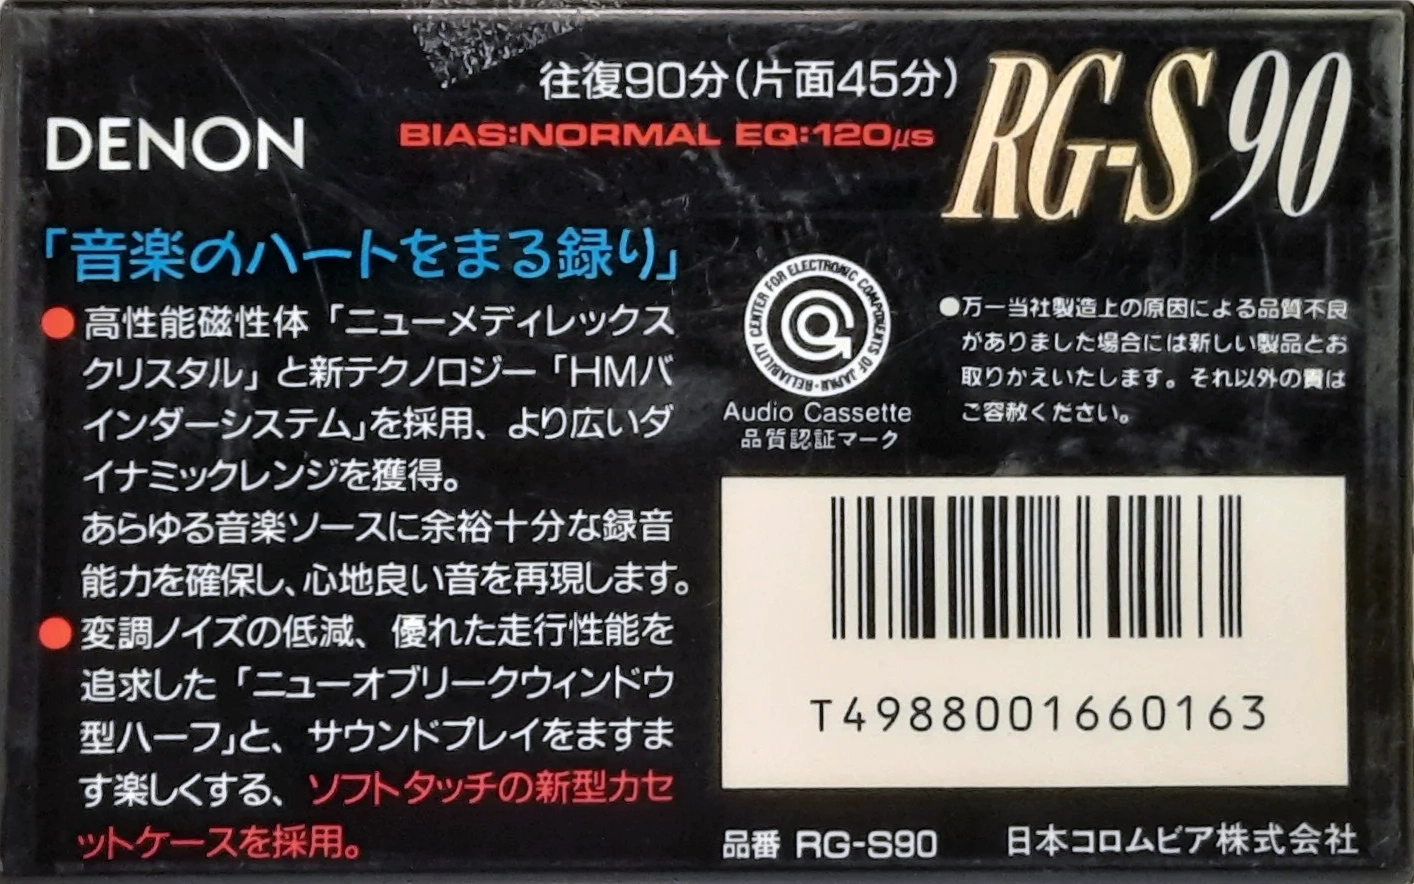 往復90分(片面45分)
DENON
BIAS:NORMAL EQ:120μs
RG-S 90
「音楽のハートをまる録り」
●高性能磁性体「ニューメディレックス
クリスタル」と新テクノロジー「HMバ
インダーシステム」を採用、より広いダ
イナミックレンジを獲得。
あらゆる音楽ソースに余裕十分な録音
能力を確保し、心地良い音を再現します。
●変調ノイズの低減、優れた走行性能を
追求した「ニューオブリークウィンドウ
型ハーフ」と、サウンドプレイをますま
す楽しくする、ソフトタッチの新型カセ
ットケースを採用。
RELIABILITY CENTER FOR ELECTRONIC COMPONENTS OF JAPAN
Audio Cassette
品質認証マーク
●万一当社製造上の原因による品質不良
がありました場合には新しい製品とお
取りかえいたします。それ以外の責は
ご容赦ください。
T4988001660163
品番 RG-S90
日本コロムビア株式会社